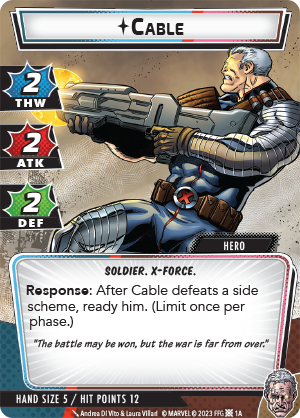 CABLE
2
THW
2
ATK
2
DEF
HERO
SOLDIER. X-FORCE.
Response: After Cable defeats a side
scheme, ready him. (Limit once per
phase.)
"The battle may be won, but the war is far from over."
HAND SIZE 5 / HIT POINTS 12
Andrea Di Vito & Laura Villari © MARVEL © 2023 FFG 1A